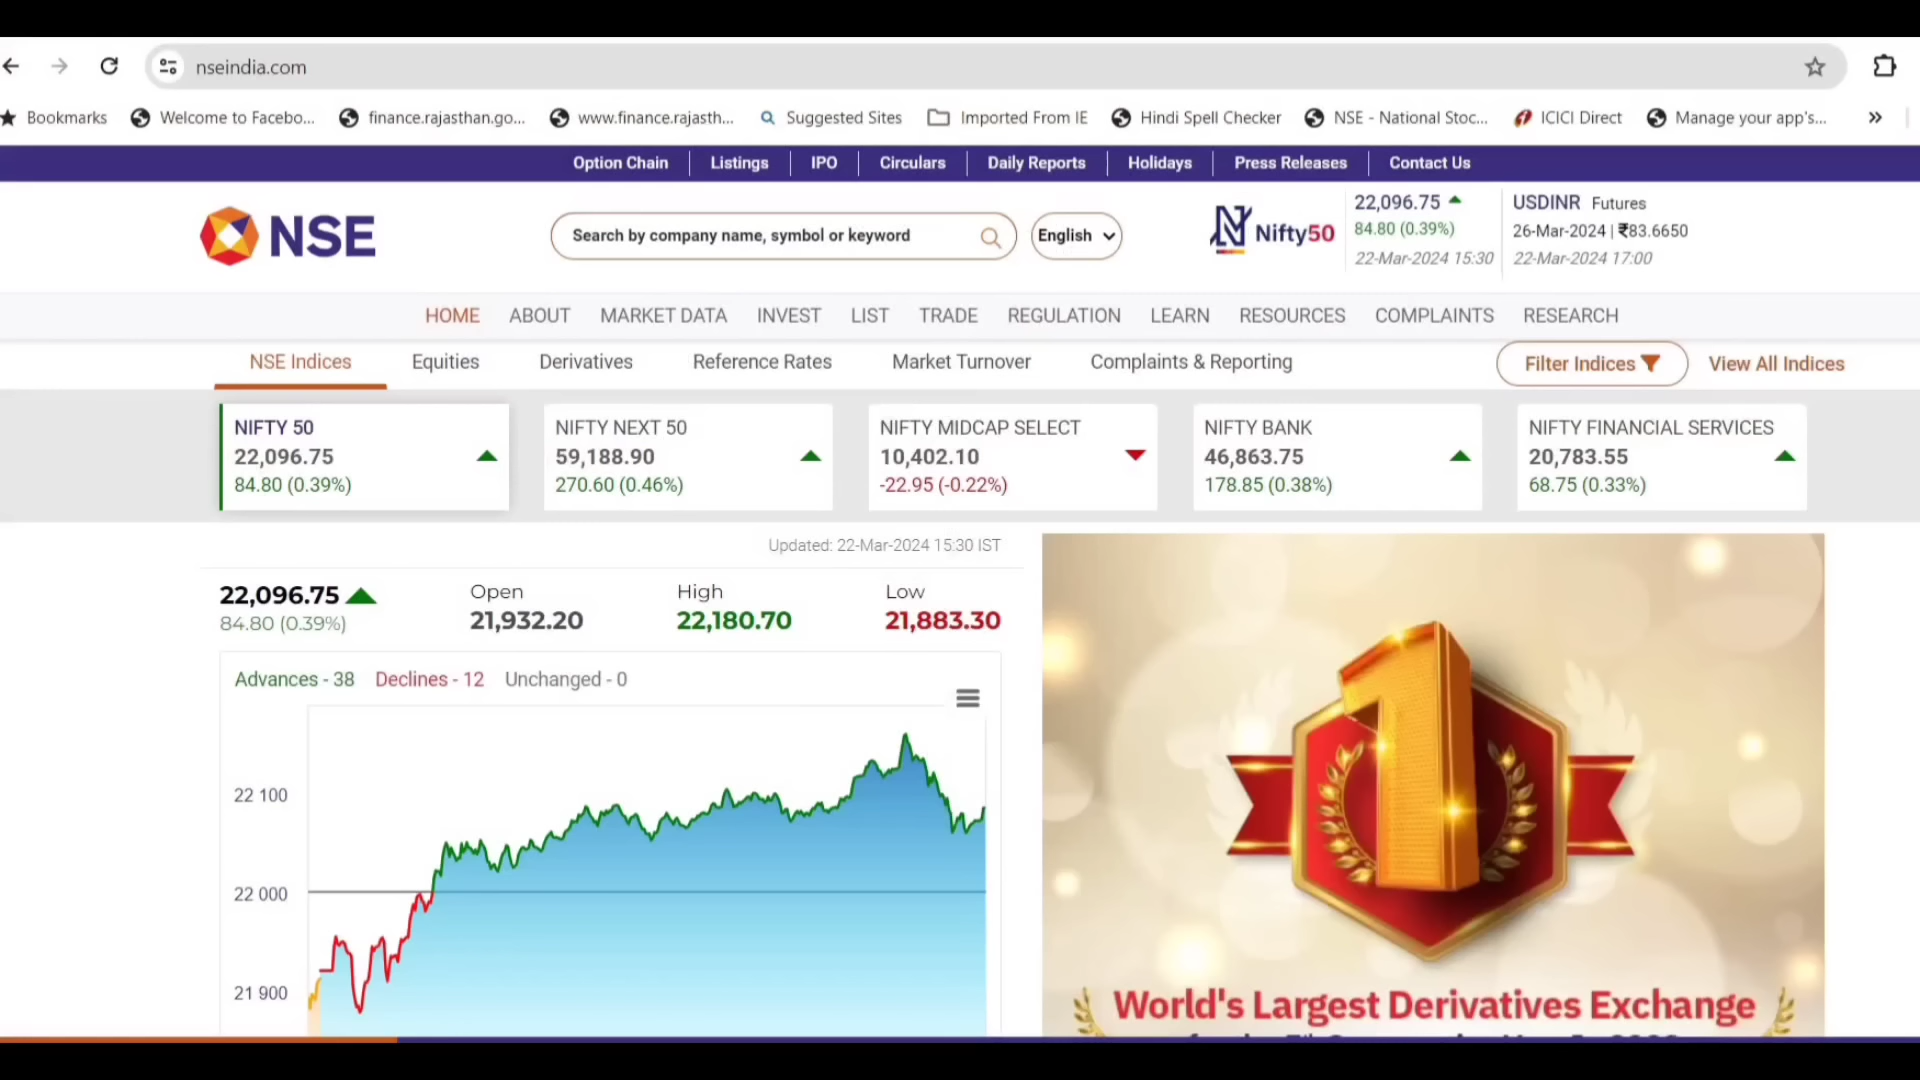 nseindia.com
Bookmarks Welcome to Facebo... finance.rajasthan.go... www.finance.rajasth... Suggested Sites Imported From IE Hindi Spell Checker NSE - National Stoc... ICICI Direct Manage your app's... »
Option Chain Listings IPO Circulars Daily Reports Holidays Press Releases Contact Us
NSE
Search by company name, symbol or keyword
English
Nifty50
22,096.75
84.80 (0.39%)
22-Mar-2024 15:30
USDINR Futures
26-Mar-2024 | ₹83.6650
22-Mar-2024 17:00
HOME ABOUT MARKET DATA INVEST LIST TRADE REGULATION LEARN RESOURCES COMPLAINTS RESEARCH
NSE Indices Equities Derivatives Reference Rates Market Turnover Complaints & Reporting Filter Indices View All Indices
NIFTY 50
22,096.75
84.80 (0.39%)
NIFTY NEXT 50
59,188.90
270.60 (0.46%)
NIFTY MIDCAP SELECT
10,402.10
-22.95 (-0.22%)
NIFTY BANK
46,863.75
178.85 (0.38%)
NIFTY FINANCIAL SERVICES
20,783.55
68.75 (0.33%)
Updated: 22-Mar-2024 15:30 IST
22,096.75
84.80 (0.39%)
Open
21,932.20
High
22,180.70
Low
21,883.30
Advances - 38 Declines - 12 Unchanged - 0
22 100
22 000
21 900
1
World's Largest Derivatives Exchange